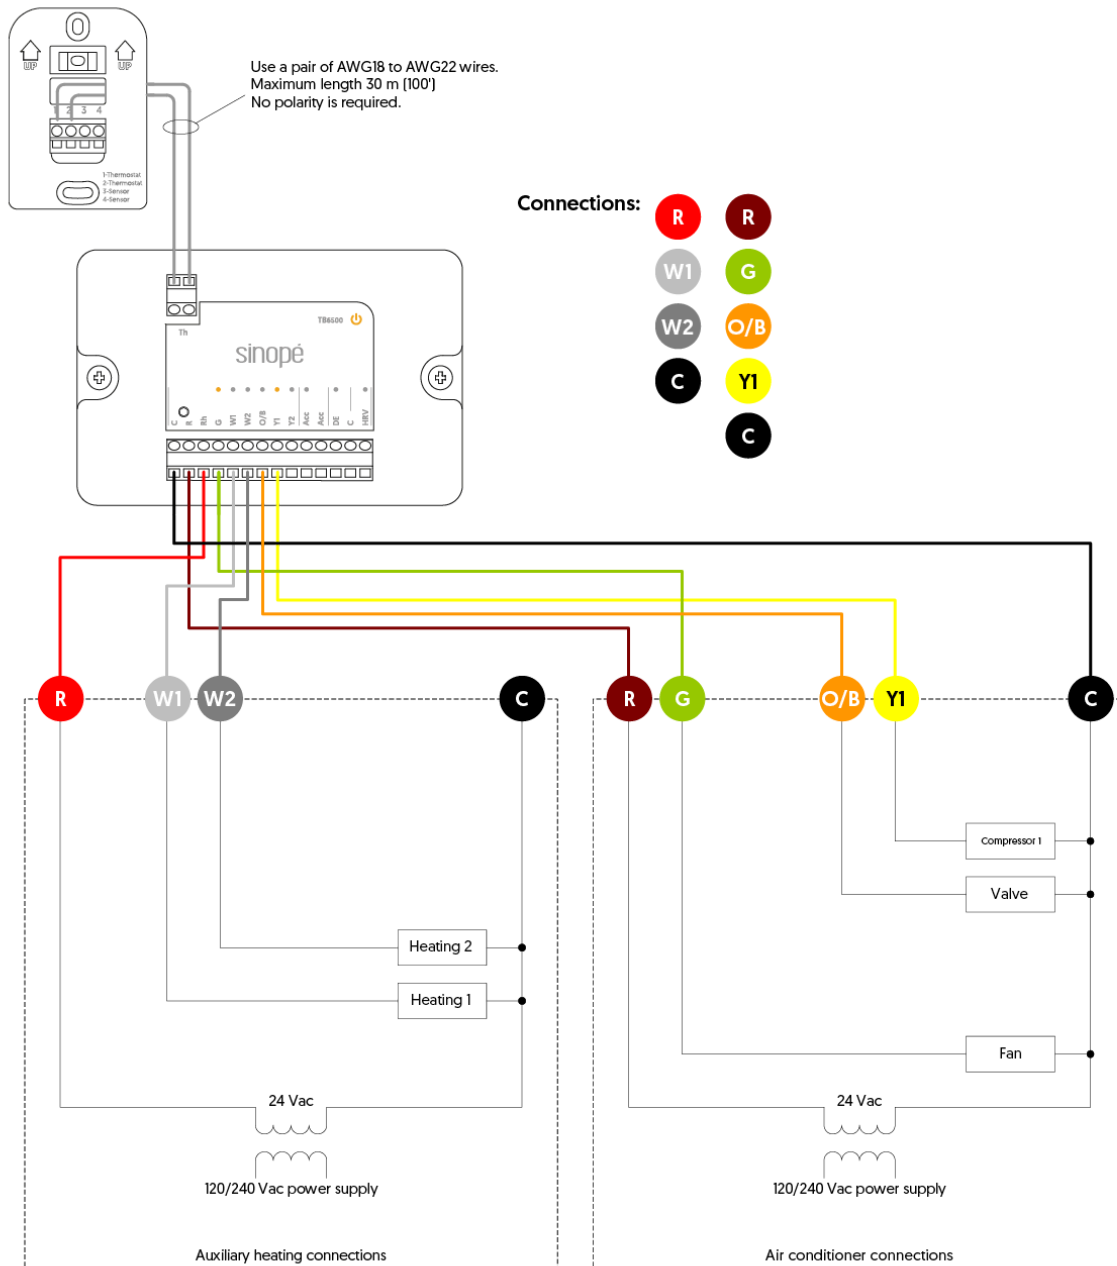 UP
UP
1 2 3 4
1-Thermostat
2-Thermostat
3-Sensor
4-Sensor
Use a pair of AWG18 to AWG22 wires.
Maximum length 30 m (100')
No polarity is required.
Connections:
R R
W1 G
W2 O/B
C Y1
C
Th
TB6500
sinopé
C R Rh G W1 W2 O/B Y1 Y2 Acc Acc DE C HRV
R W1 W2 C
R G O/B Y1 C
Compressor 1
Valve
Heating 2
Heating 1
Fan
24 Vac
24 Vac
120/240 Vac power supply
120/240 Vac power supply
Auxiliary heating connections
Air conditioner connections